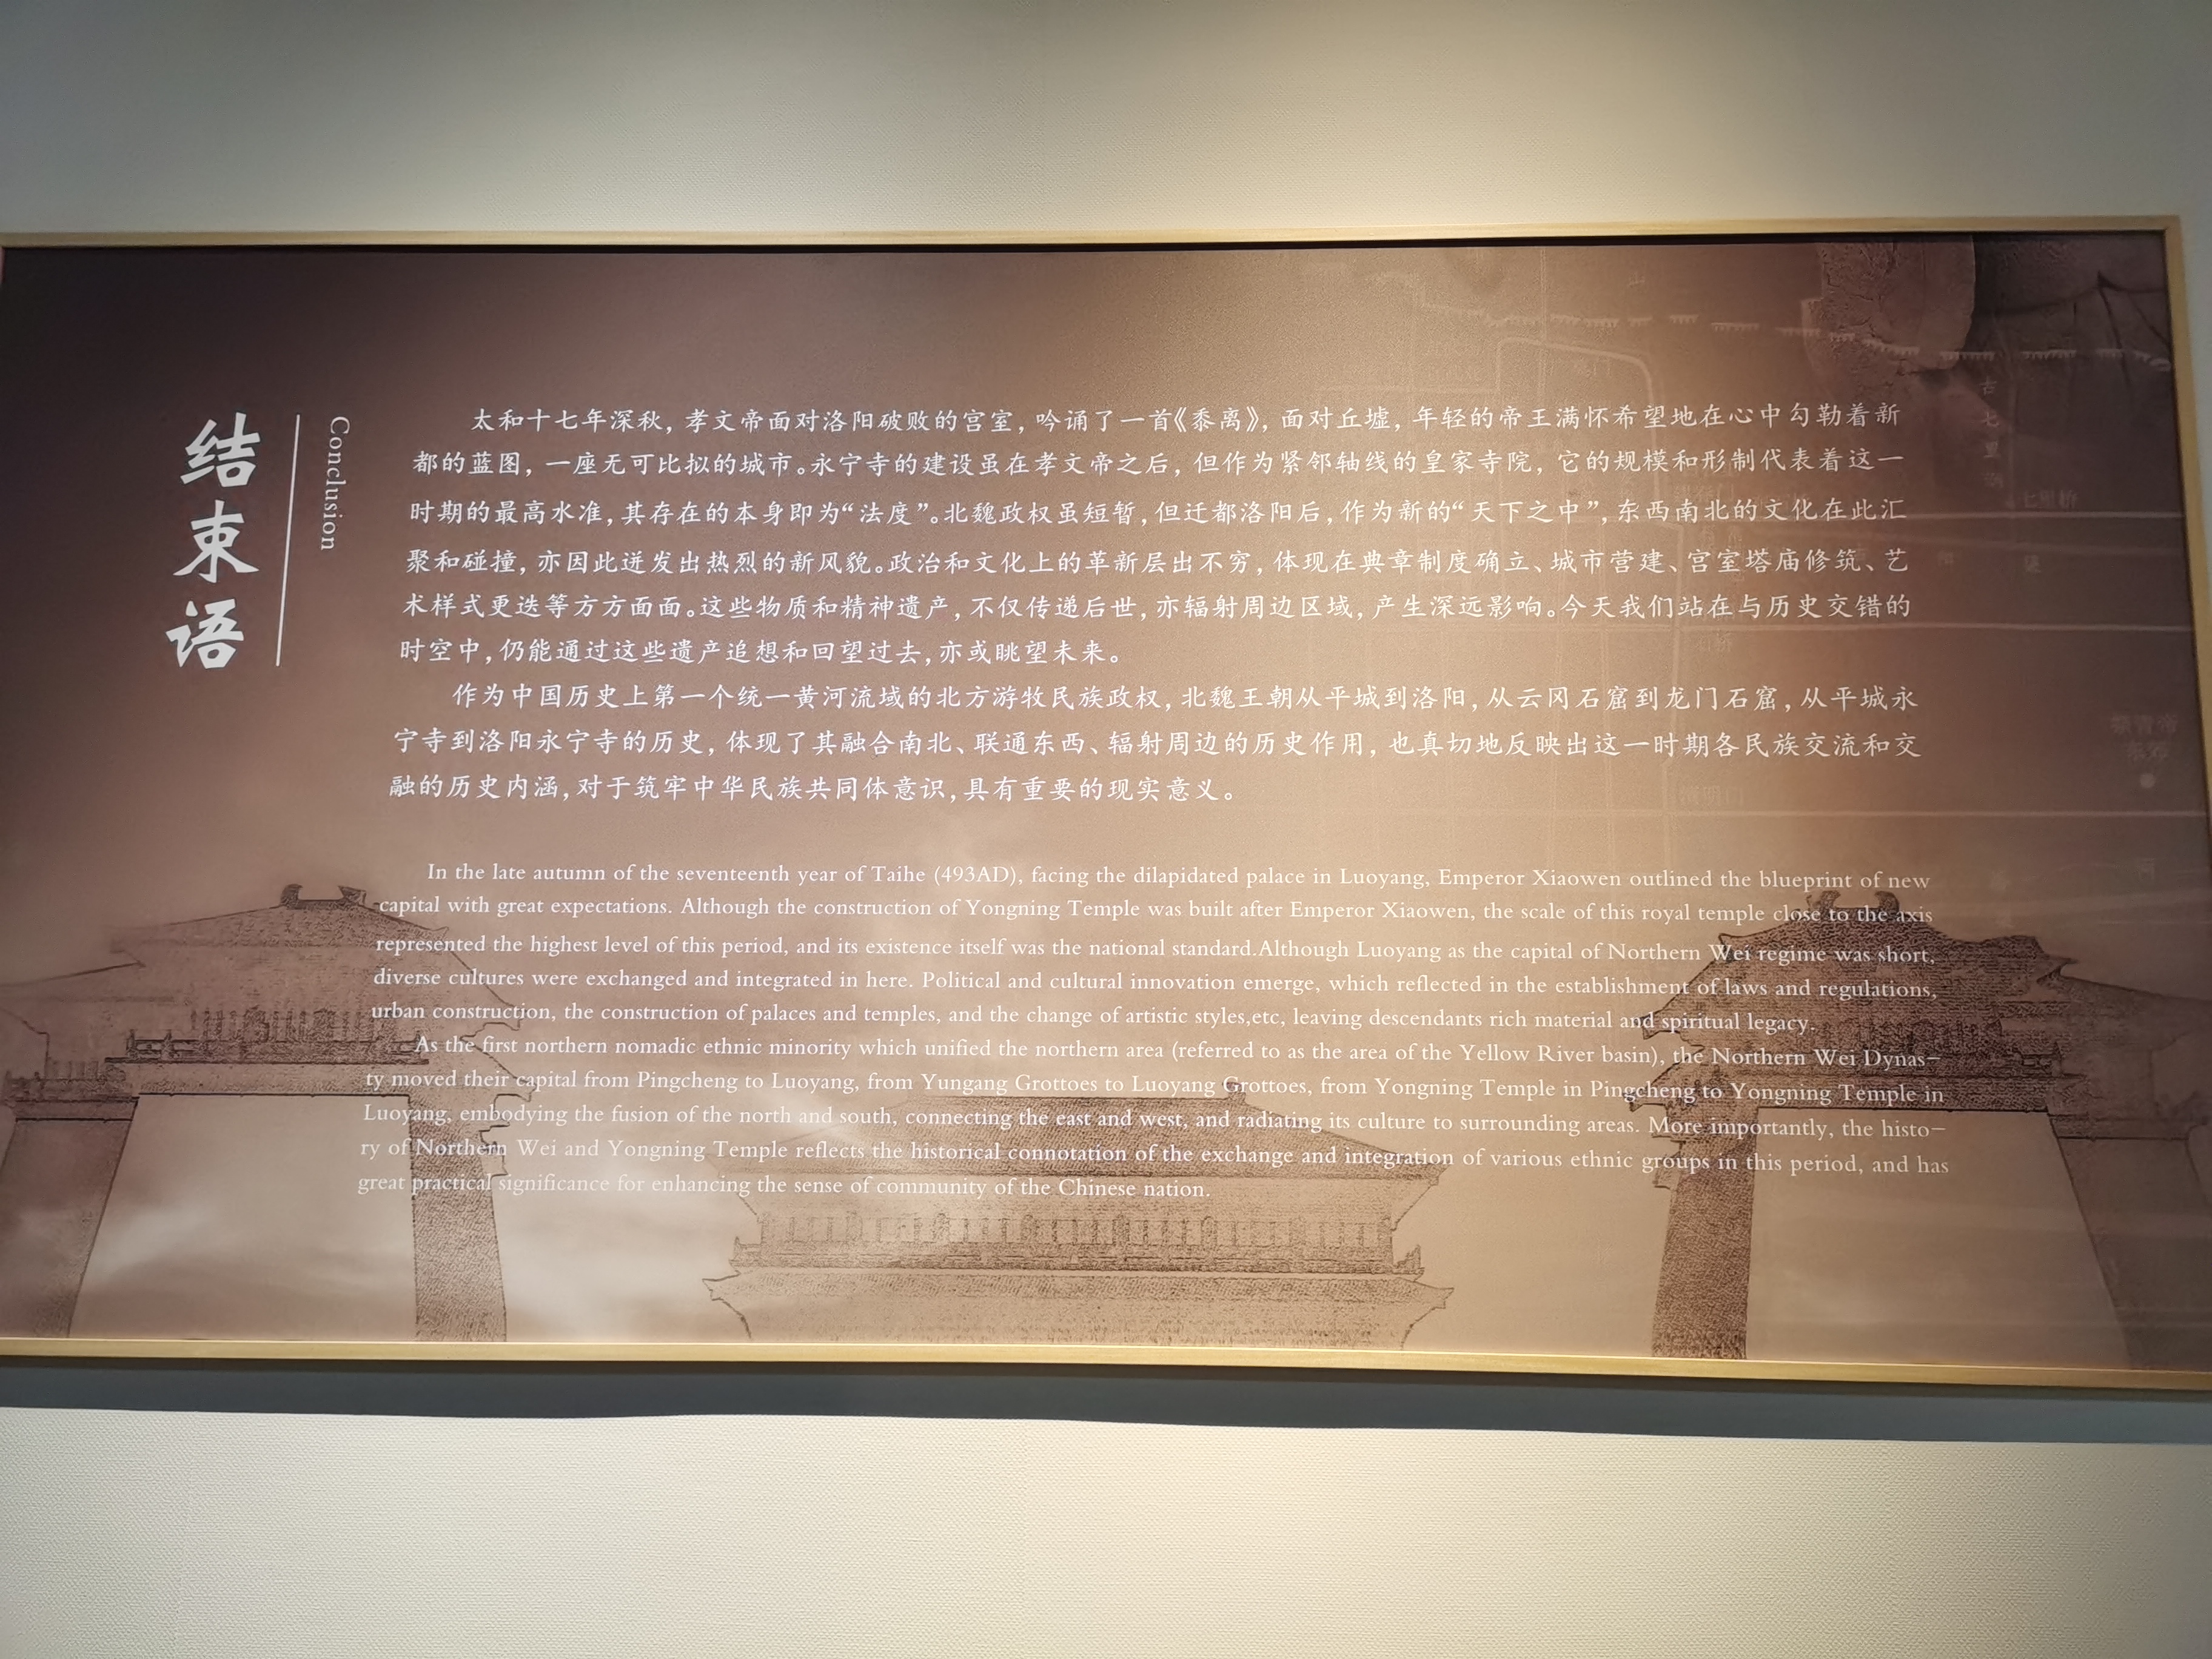 结束语
Conclusion
太和十七年深秋，孝文帝面对洛阳破败的宫室，吟诵了一首《黍离》，面对丘墟，年轻的帝王满怀希望地在心中勾勒着新
都的蓝图，一座无可比拟的城市。永宁寺的建设虽在孝文帝之后，但作为紧邻轴线的皇家寺院，它的规模和形制代表着这一
时期的最高水准，其存在的本身即为“法度”。北魏政权虽短暂，但迁都洛阳后，作为新的“天下之中”，东西南北的文化在此汇
聚和碰撞，亦因此迸发出热烈的新风貌。政治和文化上的革新层出不穷，体现在典章制度确立、城市营建、宫室塔庙修筑、艺
术样式更迭等方方面面。这些物质和精神遗产，不仅传递后世，亦辐射周边区域，产生深远影响。今天我们站在与历史交错的
时空中，仍能通过这些遗产追想和回望过去，亦或眺望未来。
作为中国历史上第一个统一黄河流域的北方游牧民族政权，北魏王朝从平城到洛阳，从云冈石窟到龙门石窟，从平城永
宁寺到洛阳永宁寺的历史，体现了其融合南北、联通东西、辐射周边的历史作用，也真切地反映出这一时期各民族交流和交
融的历史内涵，对于筑牢中华民族共同体意识，具有重要的现实意义。
In the late autumn of the seventeenth year of Taihe (493AD), facing the dilapidated palace in Luoyang, Emperor Xiaowen outlined the blueprint of new
capital with great expectations. Although the construction of Yongning Temple was built after Emperor Xiaowen, the scale of this royal temple close to the axis
represented the highest level of this period, and its existence itself was the national standard.Although Luoyang as the capital of Northern Wei regime was short,
diverse cultures were exchanged and integrated in here. Political and cultural innovation emerge, which reflected in the establishment of laws and regulations,
urban construction, the construction of palaces and temples, and the change of artistic styles,etc, leaving descendants rich material and spiritual legacy.
As the first northern nomadic ethnic minority which unified the northern area (referred to as the area of the Yellow River basin), the Northern Wei Dynas-
ty moved their capital from Pingcheng to Luoyang, from Yungang Grottoes to Luoyang Grottoes, from Yongning Temple in Pingcheng to Yongning Temple in
Luoyang, embodying the fusion of the north and south, connecting the east and west, and radiating its culture to surrounding areas. More importantly, the histo-
ry of Northern Wei and Yongning Temple reflects the historical connotation of the exchange and integration of various ethnic groups in this period, and has
great practical significance for enhancing the sense of community of the Chinese nation.
七里桥